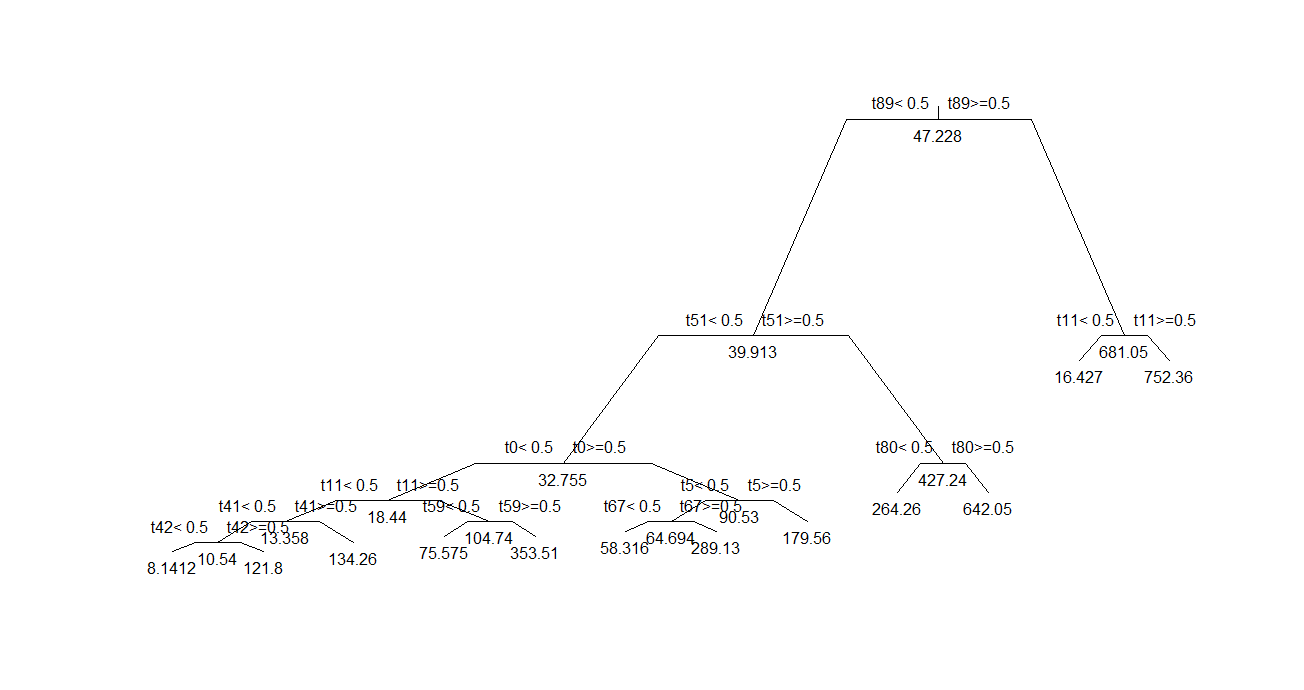 t89< 0.5 t89>=0.5
47.228
t51< 0.5 t51>=0.5
39.913
t11< 0.5 t11>=0.5
681.05
16.427 752.36
t0< 0.5 t0>=0.5
32.755
t80< 0.5 t80>=0.5
427.24
264.26 642.05
t11< 0.5 t11>=0.5
18.44
t5< 0.5 t5>=0.5
90.53
179.56
t41< 0.5 t41>=0.5
13.358
134.26
t59< 0.5 t59>=0.5
104.74
75.575 353.51
t67< 0.5 t67>=0.5
64.694
58.316 289.13
t42< 0.5 t42>=0.5
10.54
8.1412 121.8